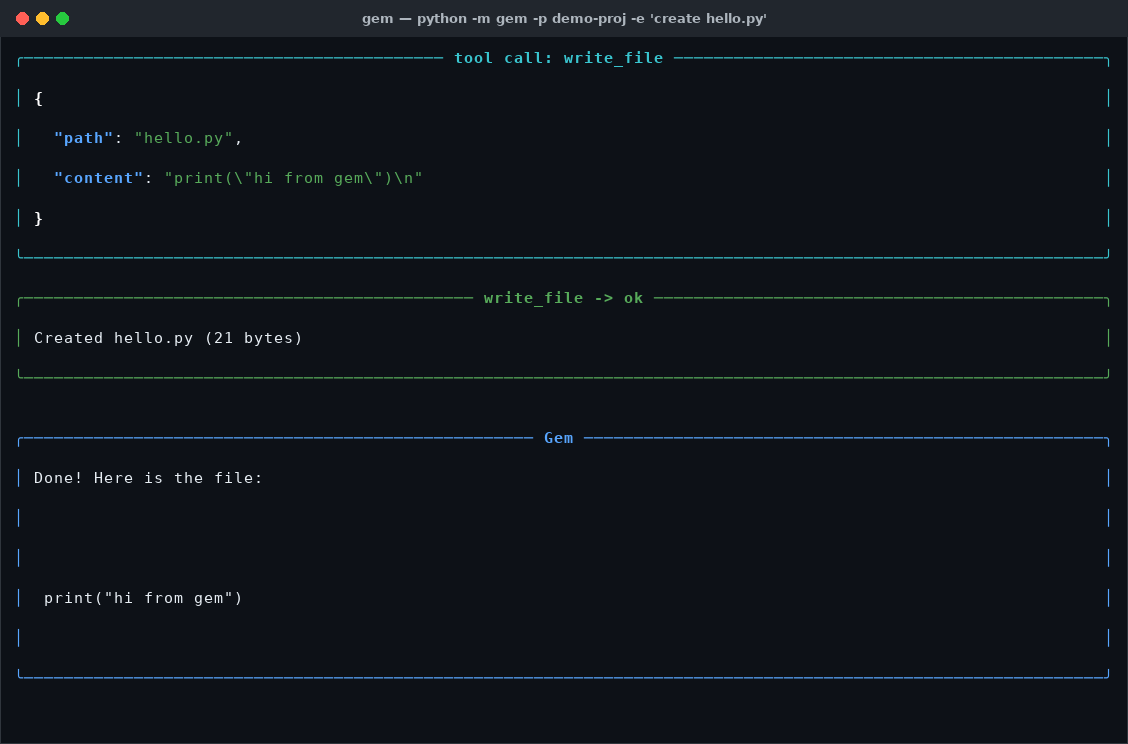 gem — python -m gem -p demo-proj -e 'create hello.py'
tool call: write_file
{
"path": "hello.py",
"content": "print(\"hi from gem\")\n"
}
write_file -> ok
Created hello.py (21 bytes)
Gem
Done! Here is the file:
print("hi from gem")